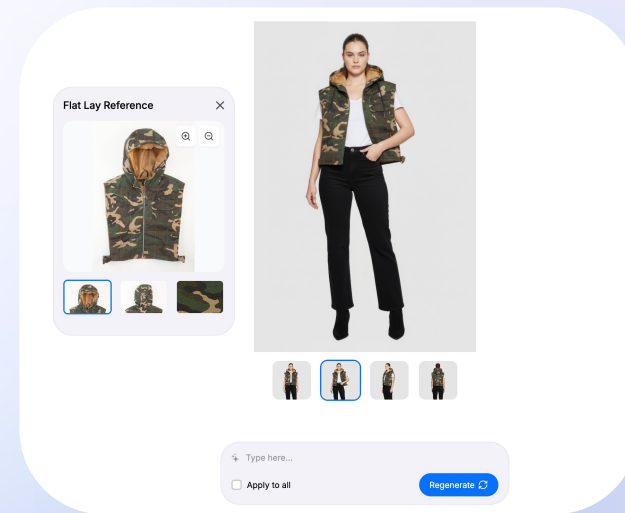 Flat Lay Reference
Type here...
Apply to all
Regenerate